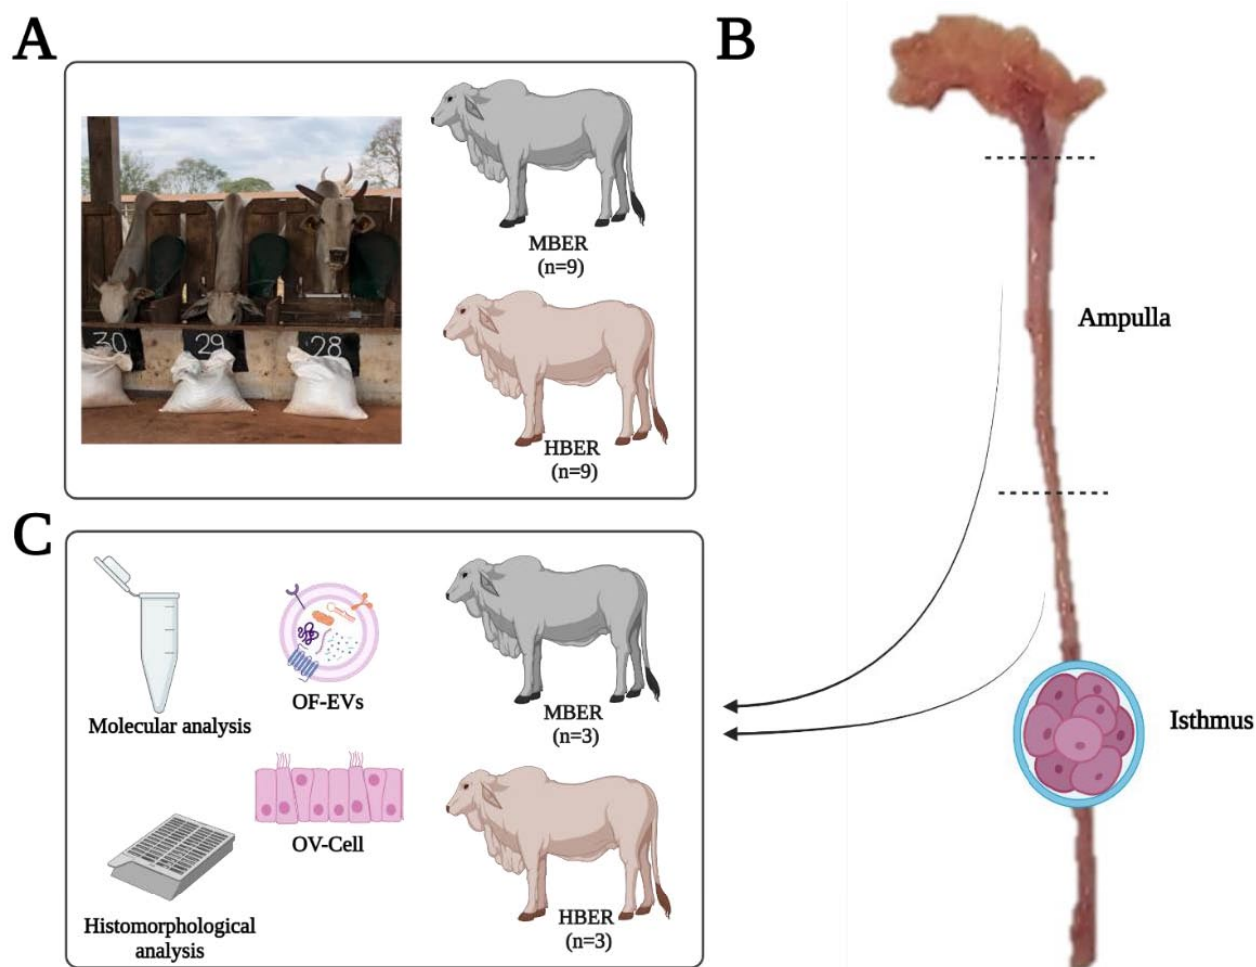 A
30
29
28
MBER
(n=9)
HBER
(n=9)
B
Ampulla
Isthmus
C
Molecular analysis
OF-EVs
OV-Cell
Histomorphological
analysis
MBER
(n=3)
HBER
(n=3)